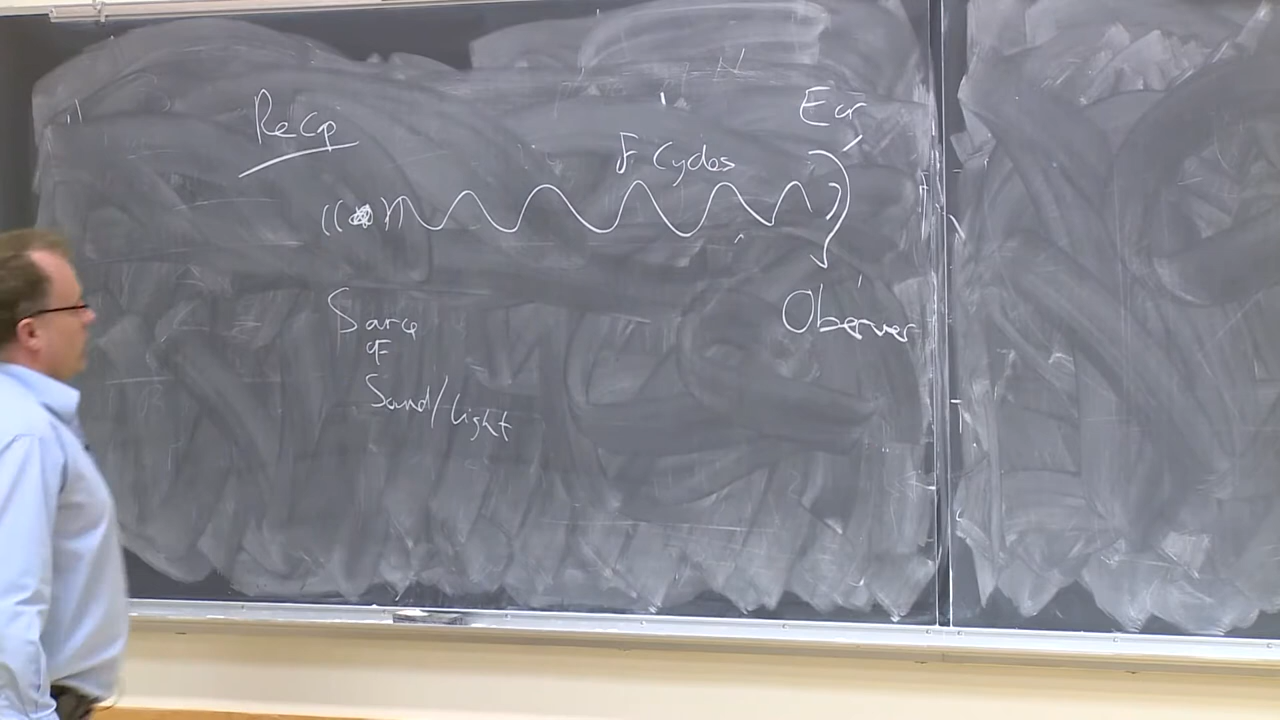 Recap
Ear
F Cycles
Observer
Source
of
Sound/Light